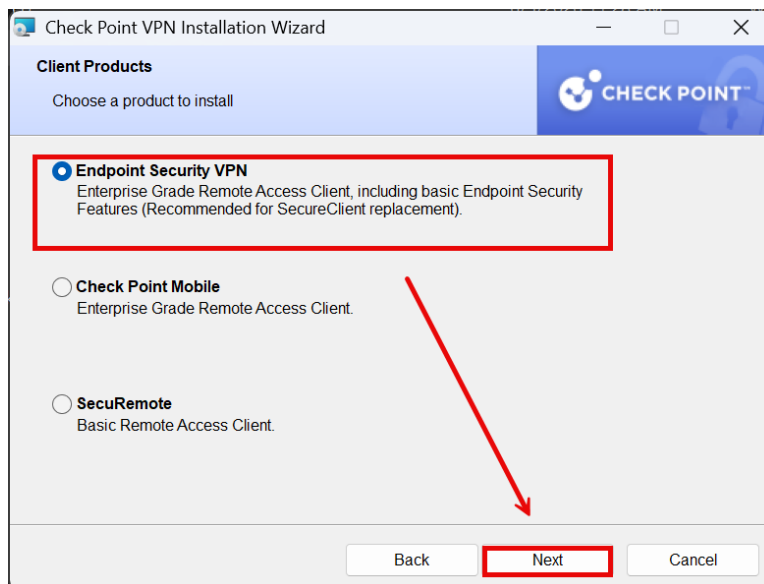 Check Point VPN Installation Wizard
Client Products
Choose a product to install
CHECK POINT™
Endpoint Security VPN
Enterprise Grade Remote Access Client, including basic Endpoint Security
Features (Recommended for SecureClient replacement).
Check Point Mobile
Enterprise Grade Remote Access Client.
SecuRemote
Basic Remote Access Client.
Back
Next
Cancel